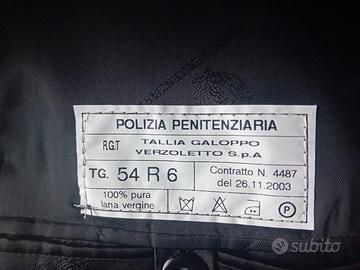 POLIZIA PENITENZIARIA
R.G.T TALLIA GALOPPO
VERZOLETTO S.p.A
TG. 54 R 6
Contratto N. 4487
del 26.11.2003
100% pura
lana vergine
P
subito